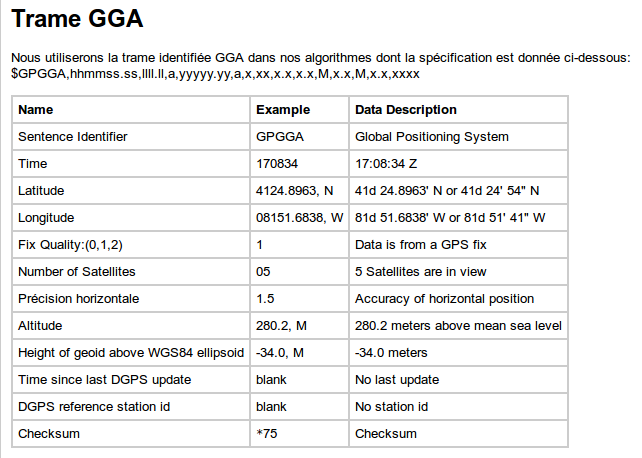 Trame GGA
Nous utiliserons la trame identifiée GGA dans nos algorithmes dont la spécification est donnée ci-dessous:
$GPGGA,hhmmss.ss,llll.ll,a,yyyyy.yy,a,x,xx,x.x,x.x,M,x.x,M,x.x,xxxx
Name Example Data Description
Sentence Identifier GPGGA Global Positioning System
Time 170834 17:08:34 Z
Latitude 4124.8963, N 41d 24.8963' N or 41d 24' 54" N
Longitude 08151.6838, W 81d 51.6838' W or 81d 51' 41" W
Fix Quality:(0,1,2) 1 Data is from a GPS fix
Number of Satellites 05 5 Satellites are in view
Précision horizontale 1.5 Accuracy of horizontal position
Altitude 280.2, M 280.2 meters above mean sea level
Height of geoid above WGS84 ellipsoid -34.0, M -34.0 meters
Time since last DGPS update blank No last update
DGPS reference station id blank No station id
Checksum *75 Checksum